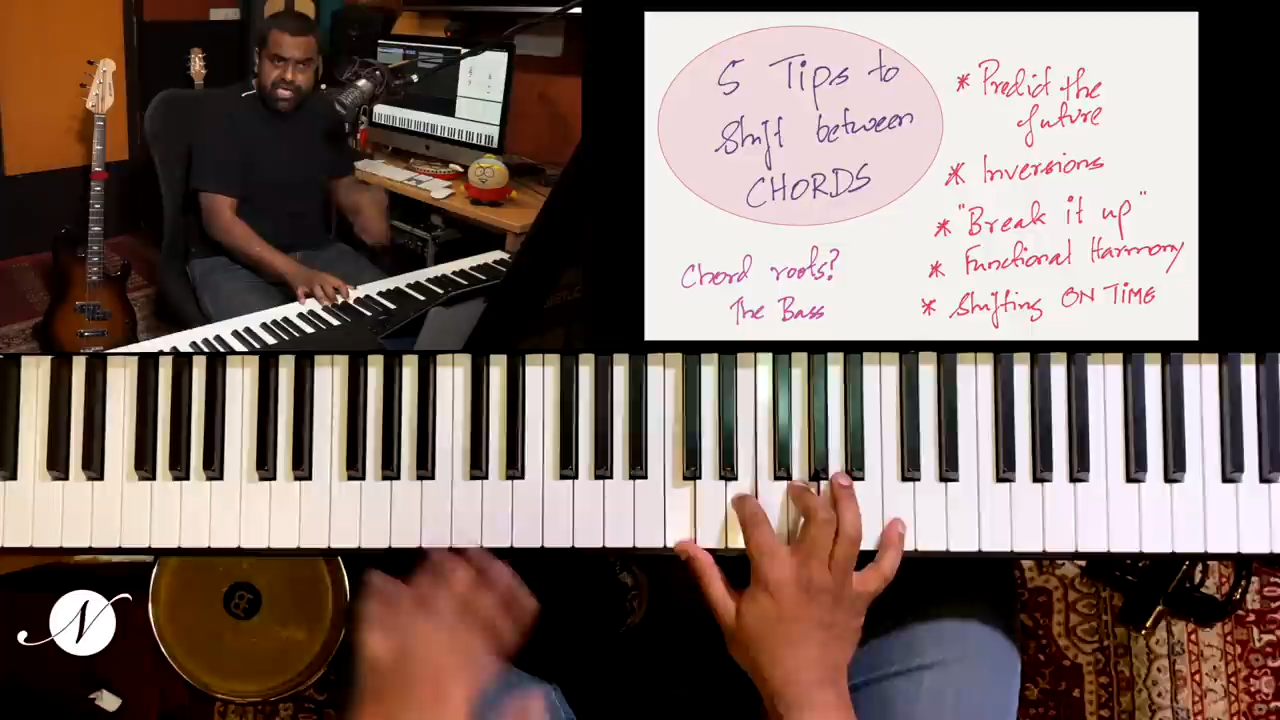 5 Tips to
Shift between
CHORDS
Chord roots?
The Bass
* Predict the
future
* Inversions
* "Break it up"
* Functional Harmony
* Shifting ON TIME
N